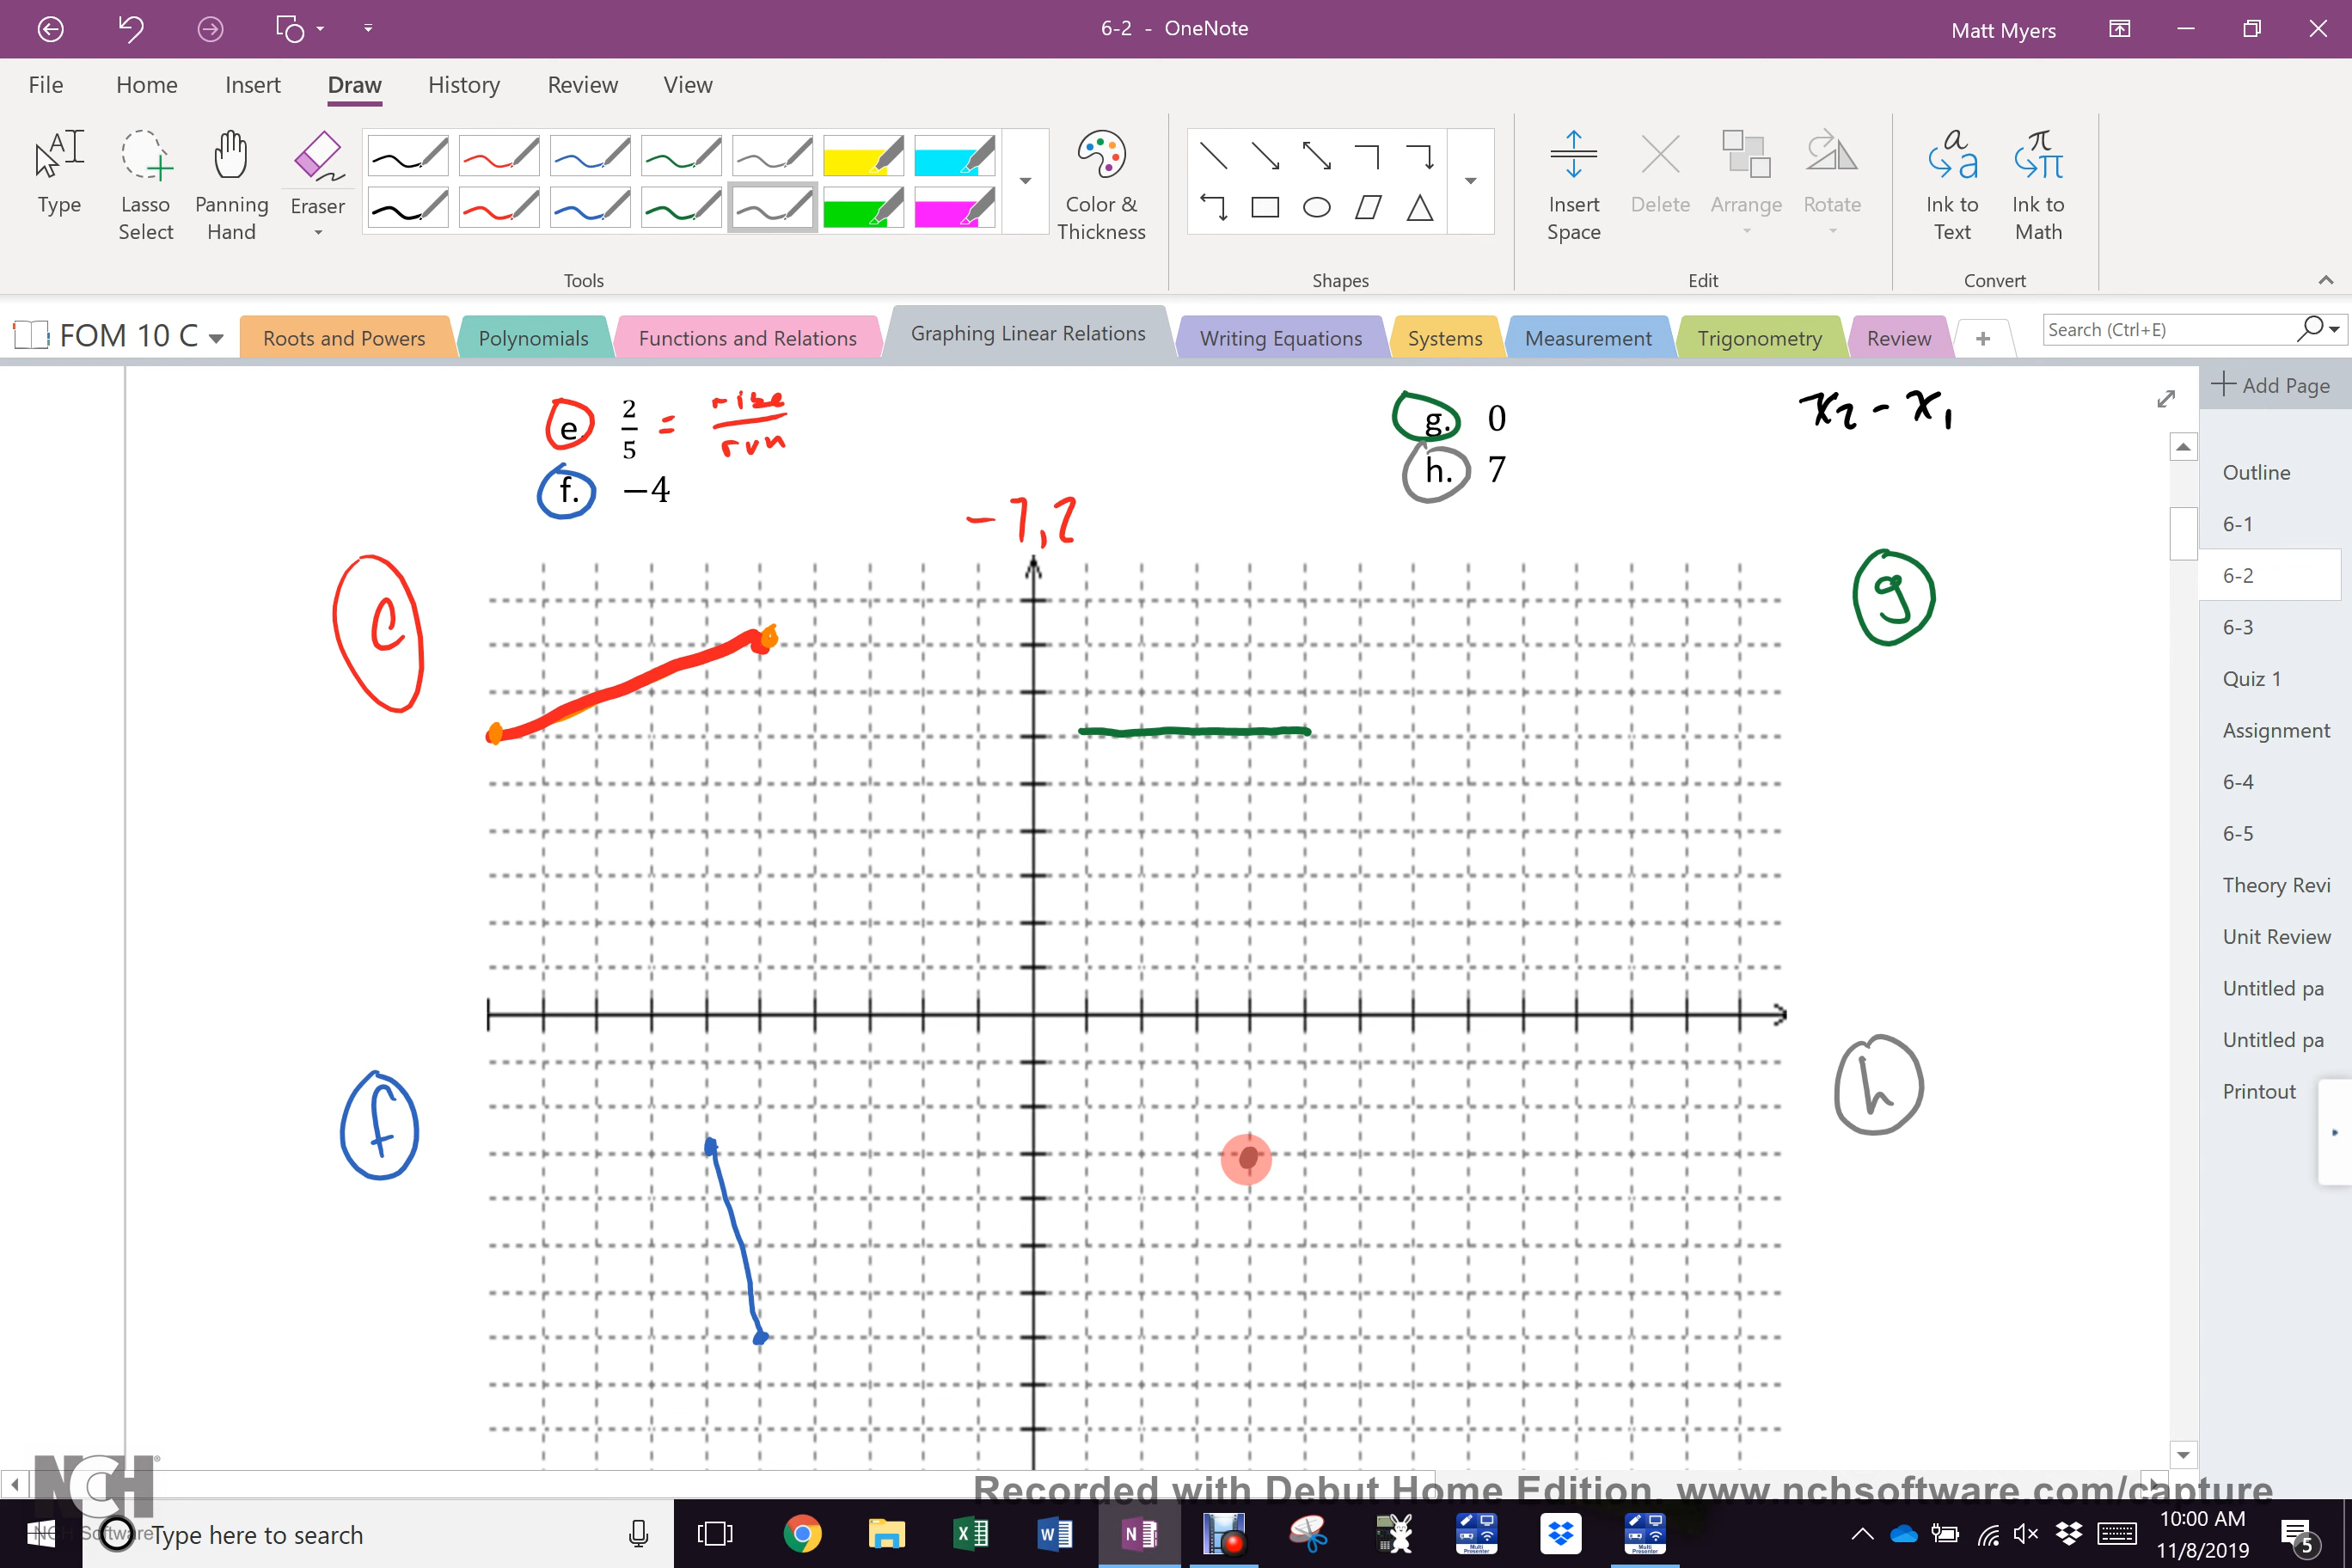 6-2 - OneNote
Matt Myers
File Home Insert Draw History Review View
Type
Lasso Select
Panning Hand
Eraser
Color & Thickness
Insert Space
Delete
Arrange
Rotate
Ink to Text
Ink to Math
Tools
Shapes
Edit
Convert
FOM 10 C
Roots and Powers
Polynomials
Functions and Relations
Graphing Linear Relations
Writing Equations
Systems
Measurement
Trigonometry
Review
Search (Ctrl+E)
Add Page
Outline
6-1
6-2
6-3
Quiz 1
Assignment
6-4
6-5
Theory Revi
Unit Review
Untitled pa
Untitled pa
Printout
e. 2/5 = rise/run
f. −4
g. 0
h. 7
x₂ - x₁
-7,2
e
g
f
h
NCH
NCH Software
Recorded with Debut Home Edition. www.nchsoftware.com/capture
Type here to search
10:00 AM
11/8/2019
5